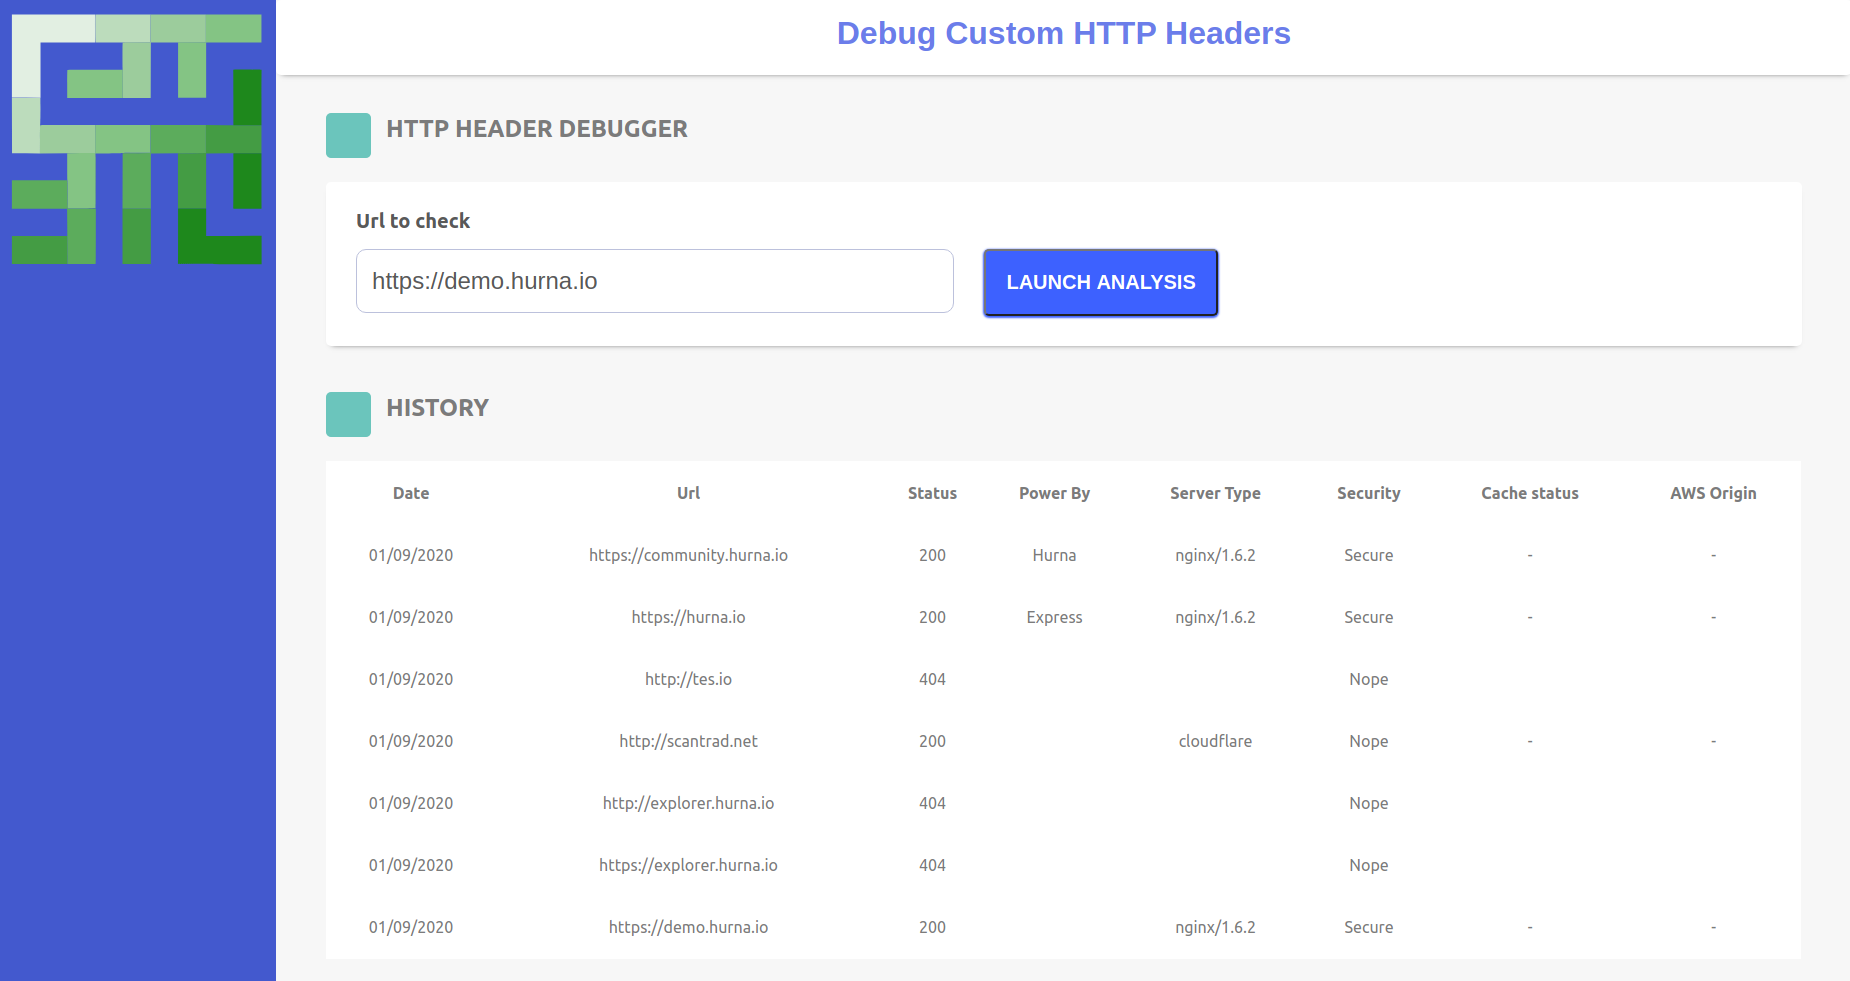 Debug Custom HTTP Headers
HTTP HEADER DEBUGGER
Url to check
https://demo.hurna.io LAUNCH ANALYSIS
HISTORY
Date Url Status Power By Server Type Security Cache status AWS Origin
01/09/2020 https://community.hurna.io 200 Hurna nginx/1.6.2 Secure - -
01/09/2020 https://hurna.io 200 Express nginx/1.6.2 Secure - -
01/09/2020 http://tes.io 404 Nope
01/09/2020 http://scantrad.net 200 cloudflare Nope - -
01/09/2020 http://explorer.hurna.io 404 Nope
01/09/2020 https://explorer.hurna.io 404 Nope
01/09/2020 https://demo.hurna.io 200 nginx/1.6.2 Secure - -